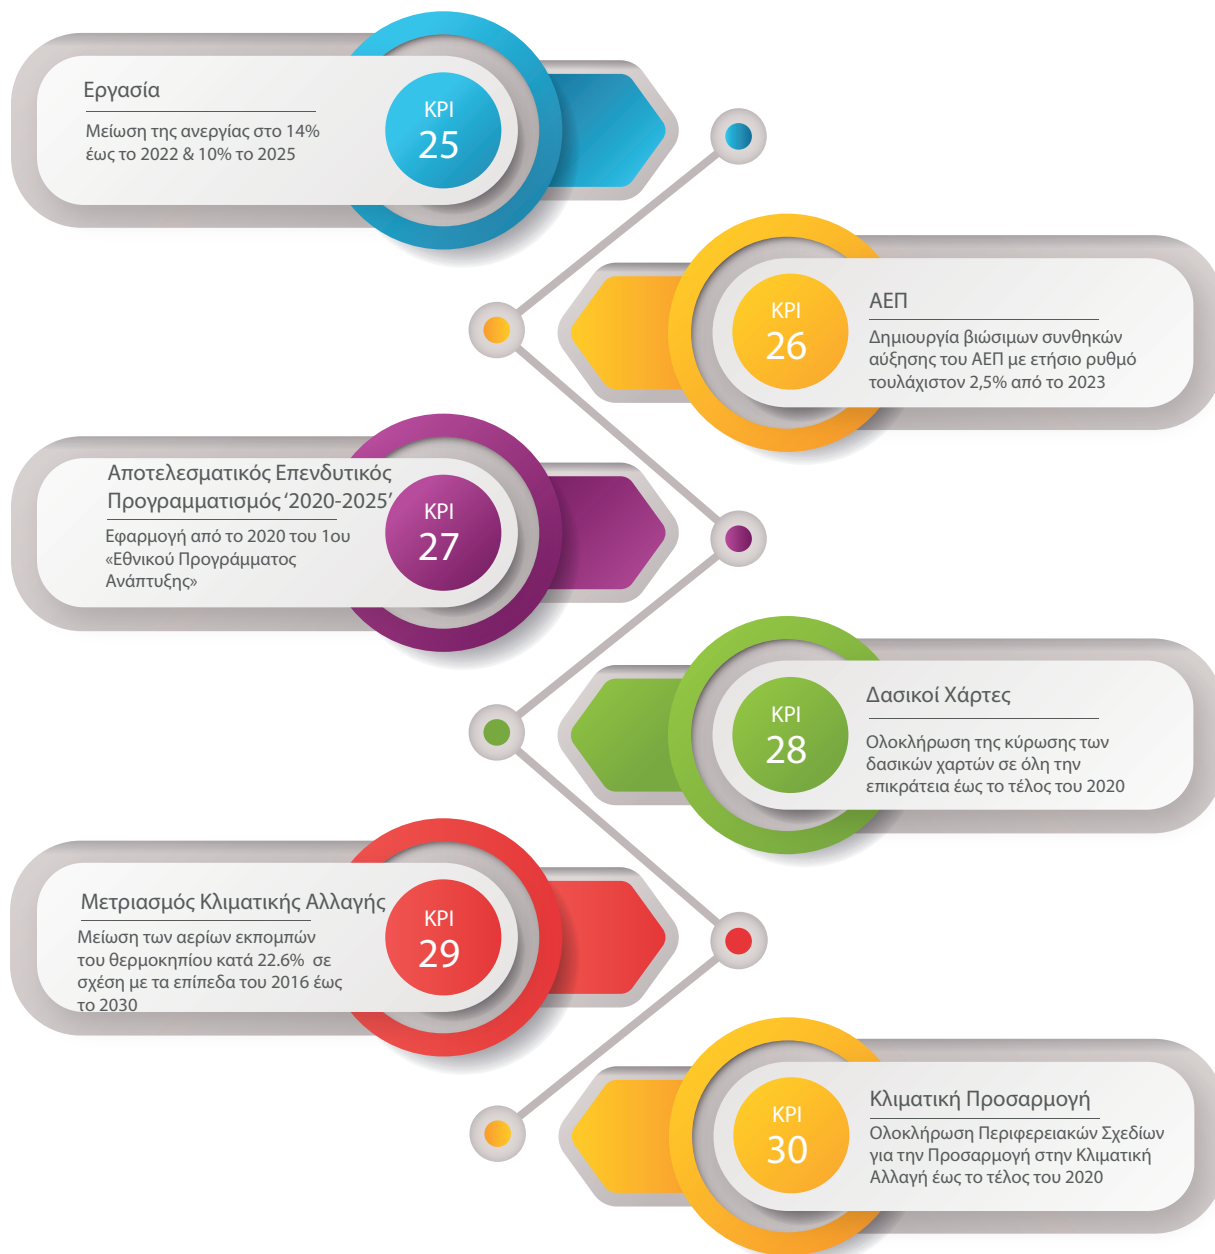 Εργασία
Μείωση της ανεργίας στο 14%
έως το 2022 & 10% το 2025
KPI
25
ΑΕΠ
Δημιουργία βιώσιμων συνθηκών
αύξησης του ΑΕΠ με ετήσιο ρυθμό
τουλάχιστον 2,5% από το 2023
KPI
26
Αποτελεσματικός Επενδυτικός
Προγραμματισμός ‘2020-2025’
Εφαρμογή από το 2020 του 1ου
«Εθνικού Προγράμματος
Ανάπτυξης»
KPI
27
Δασικοί Χάρτες
Ολοκλήρωση της κύρωσης των
δασικών χαρτών σε όλη την
επικράτεια έως το τέλος του 2020
KPI
28
Μετριασμός Κλιματικής Αλλαγής
Μείωση των αερίων εκπομπών
του θερμοκηπίου κατά 22.6% σε
σχέση με τα επίπεδα του 2016 έως
το 2030
KPI
29
Κλιματική Προσαρμογή
Ολοκλήρωση Περιφερειακών Σχεδίων
για την Προσαρμογή στην Κλιματική
Αλλαγή έως το τέλος του 2020
KPI
30